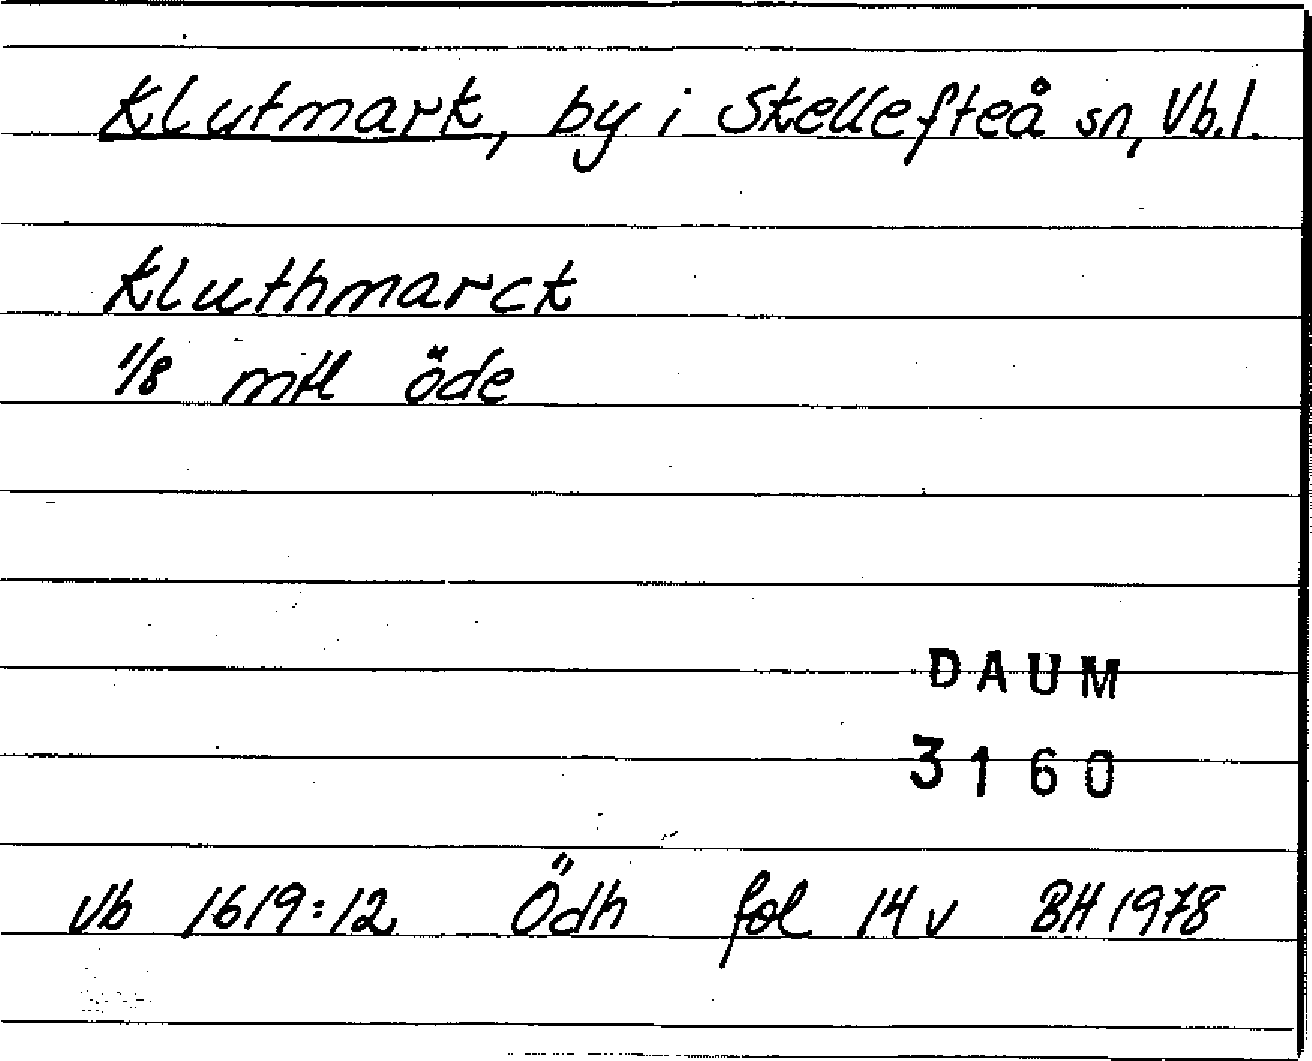 Klutmark, by i Skellefteå sn, Vb.l.
Kluthmarck
1/8 mtl öde
DAUM
3160
Vb 1619:12 Ödh fol 14v BH 1978